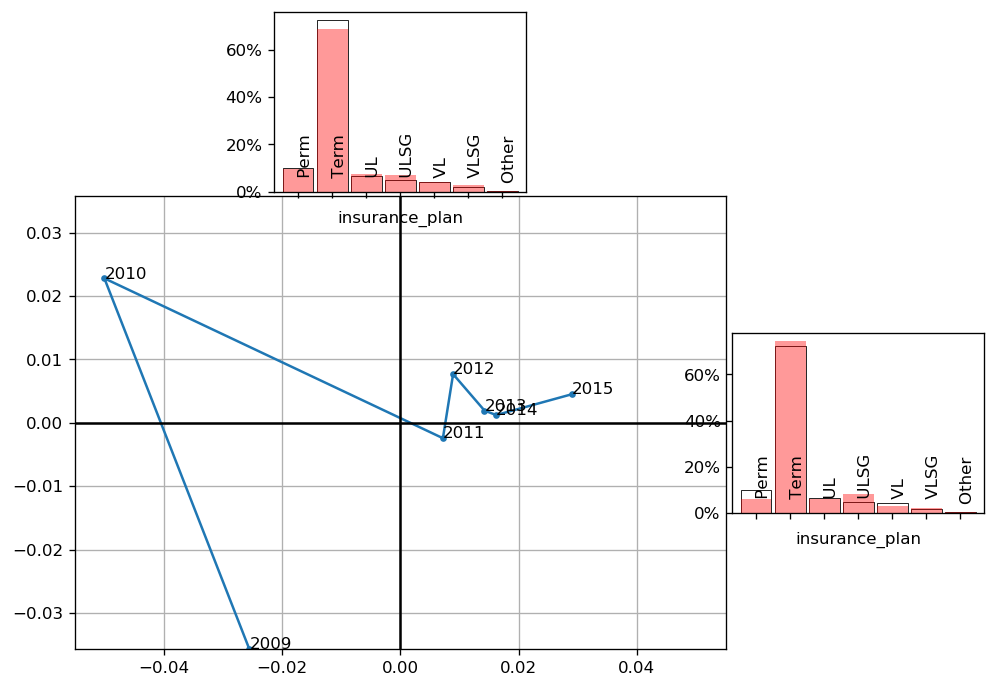 60%
40%
20%
0%
Perm
Term
UL
ULSG
VL
VLSG
Other
insurance_plan
0.03
0.02
0.01
0.00
−0.01
−0.02
−0.03
−0.04
−0.02
0.00
0.02
0.04
2010
2012
2015
2013
2014
2011
2009
60%
40%
20%
0%
Perm
Term
UL
ULSG
VL
VLSG
Other
insurance_plan